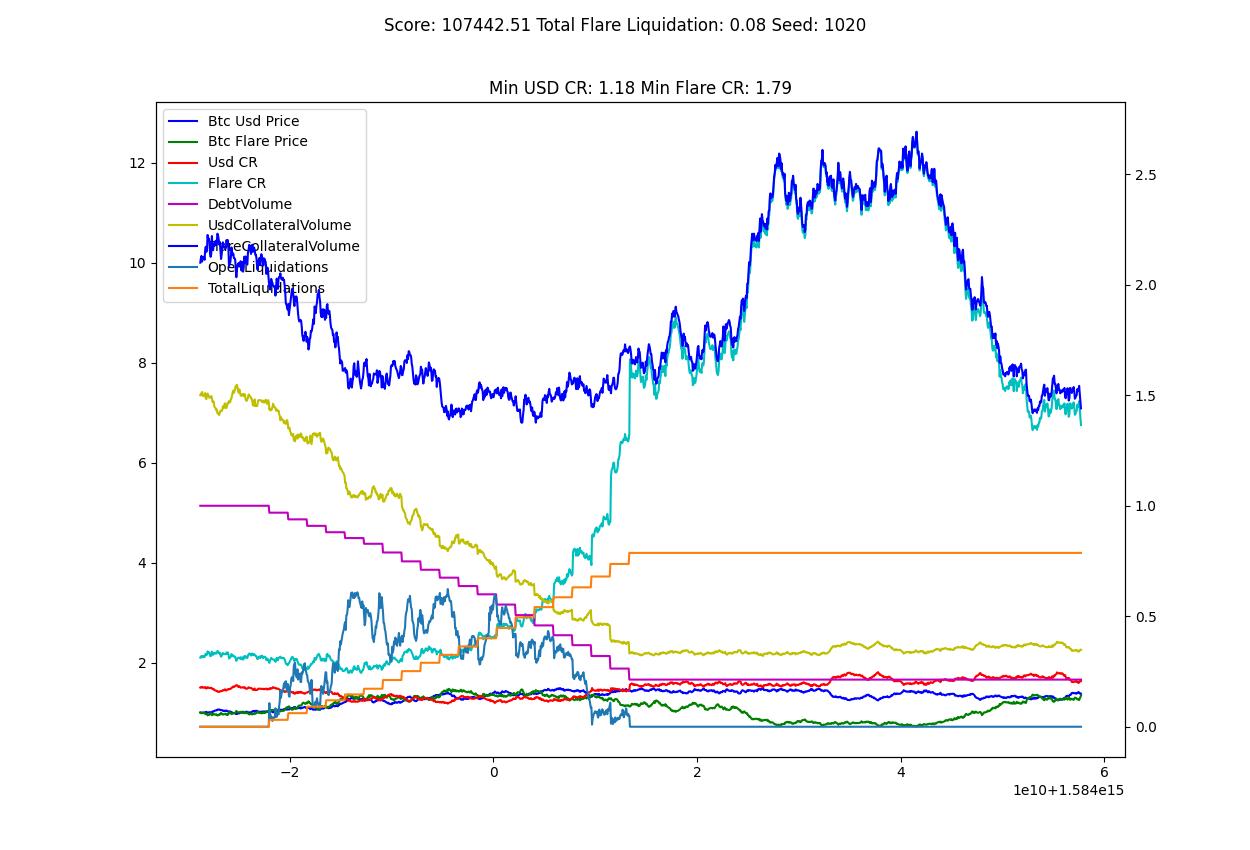 Score: 107442.51 Total Flare Liquidation: 0.08 Seed: 1020
Min USD CR: 1.18 Min Flare CR: 1.79
Btc Usd Price
Btc Flare Price
Usd CR
Flare CR
DebtVolume
UsdCollateralVolume
FlareCollateralVolume
OpenLiquidations
TotalLiquidations
12
10
8
6
4
2
2.5
2.0
1.5
1.0
0.5
0.0
−2
0
2
4
6
1e10+1.584e15